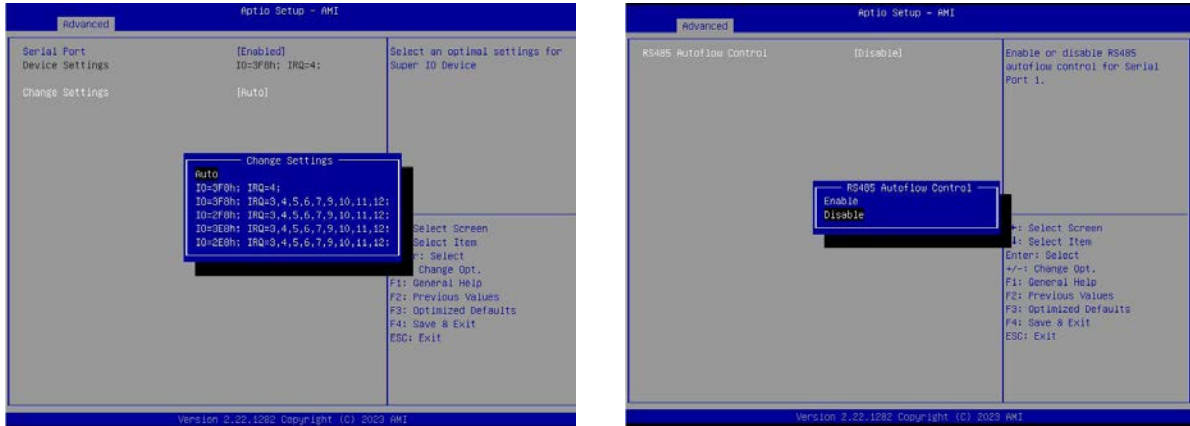 Aptio Setup - AMI
Advanced
Serial Port [Enabled]
Device Settings IO=3F8h; IRQ=4;
Change Settings [Auto]
Select an optimal settings for
Super IO Device
Change Settings
Auto
IO=3F8h; IRQ=4;
IO=3F8h; IRQ=3,4,5,6,7,9,10,11,12;
IO=2F8h; IRQ=3,4,5,6,7,9,10,11,12;
IO=3E8h; IRQ=3,4,5,6,7,9,10,11,12;
IO=2E8h; IRQ=3,4,5,6,7,9,10,11,12;
Select Screen
Select Item
r: Select
Change Opt.
F1: General Help
F2: Previous Values
F3: Optimized Defaults
F4: Save & Exit
ESC: Exit
Version 2.22.1282 Copyright (C) 2023 AMI
Aptio Setup - AMI
Advanced
RS485 Autoflow Control [Disable]
Enable or disable RS485
autoflow control for Serial
Port 1.
RS485 Autoflow Control
Enable
Disable
: Select Screen
: Select Item
Enter: Select
+/-: Change Opt.
F1: General Help
F2: Previous Values
F3: Optimized Defaults
F4: Save & Exit
ESC: Exit
Version 2.22.1282 Copyright (C) 2023 AMI